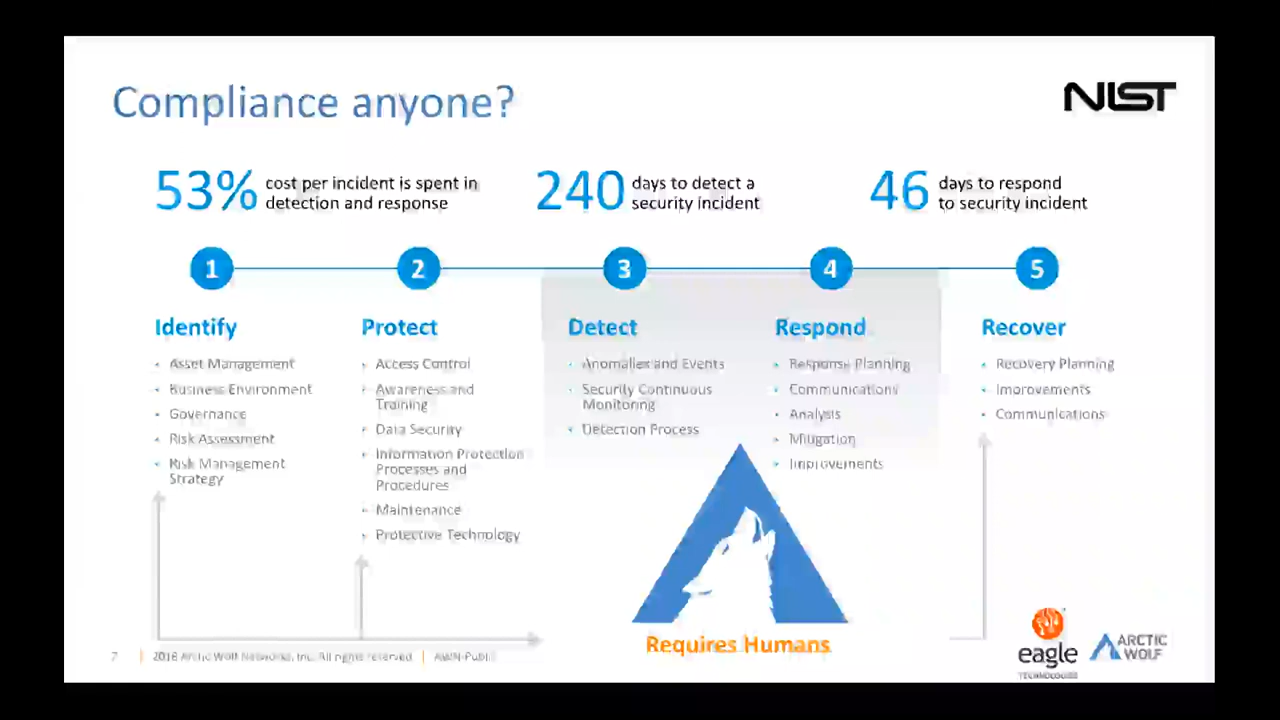 Compliance anyone?
NIST
53% cost per incident is spent in
detection and response
240 days to detect a
security incident
46 days to respond
to security incident
1
2
3
4
5
Identify
• Asset Management
• Business Environment
• Governance
• Risk Assessment
• Risk Management
Strategy
Protect
• Access Control
• Awareness and
Training
• Data Security
• Information Protection
Processes and
Procedures
• Maintenance
• Protective Technology
Detect
• Anomalies and Events
• Security Continuous
Monitoring
• Detection Process
Respond
• Response Planning
• Communications
• Analysis
• Mitigation
• Improvements
Recover
• Recovery Planning
• Improvements
• Communications
Requires Humans
7 | 2018 Arctic Wolf Networks, Inc. All rights reserved | AWN-Public
eagle
TECHNOLOGIES
ARCTIC
WOLF